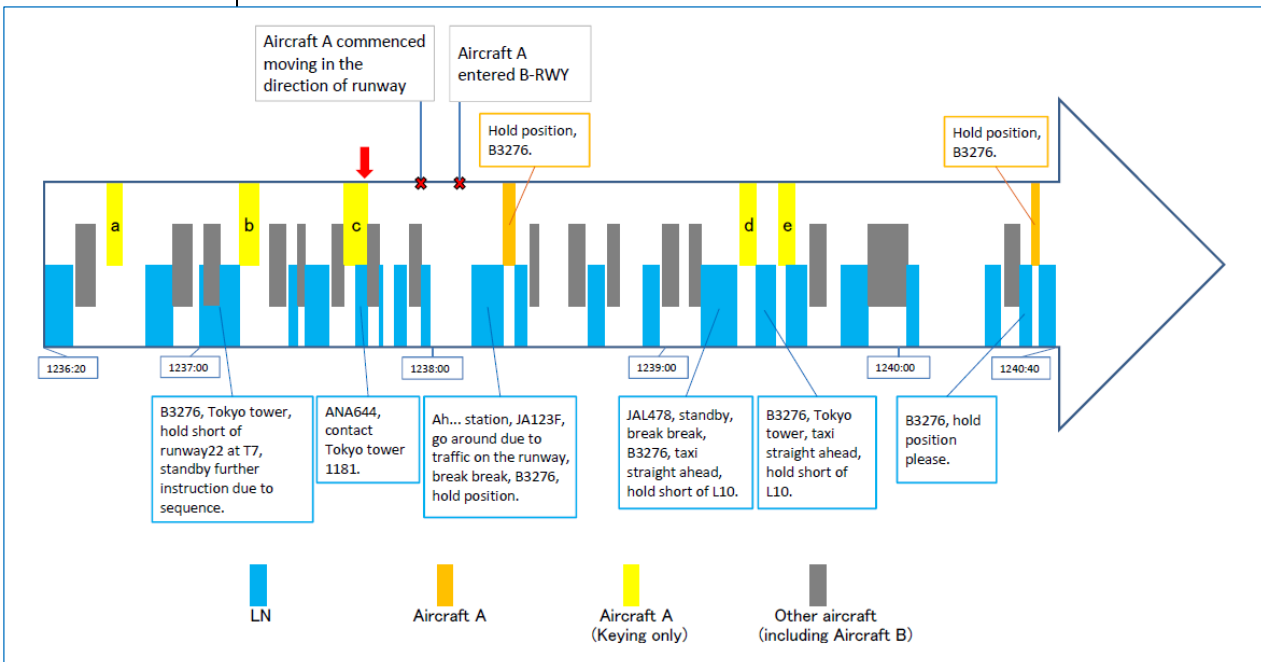 Aircraft A commenced
moving in the
direction of runway
Aircraft A
entered B-RWY
Hold position,
B3276.
Hold position,
B3276.
a
b
c
d
e
1236:20
1237:00
1238:00
1239:00
1240:00
1240:40
B3276, Tokyo tower,
hold short of
runway22 at T7,
standby further
instruction due to
sequence.
ANA644,
contact
Tokyo tower
1181.
Ah... station, JA123F,
go around due to
traffic on the runway,
break break, B3276,
hold position.
JAL478, standby,
break break,
B3276, taxi
straight ahead,
hold short of L10.
B3276, Tokyo
tower, taxi
straight ahead,
hold short of
L10.
B3276, hold
position
please.
LN
Aircraft A
Aircraft A
(Keying only)
Other aircraft
(including Aircraft B)